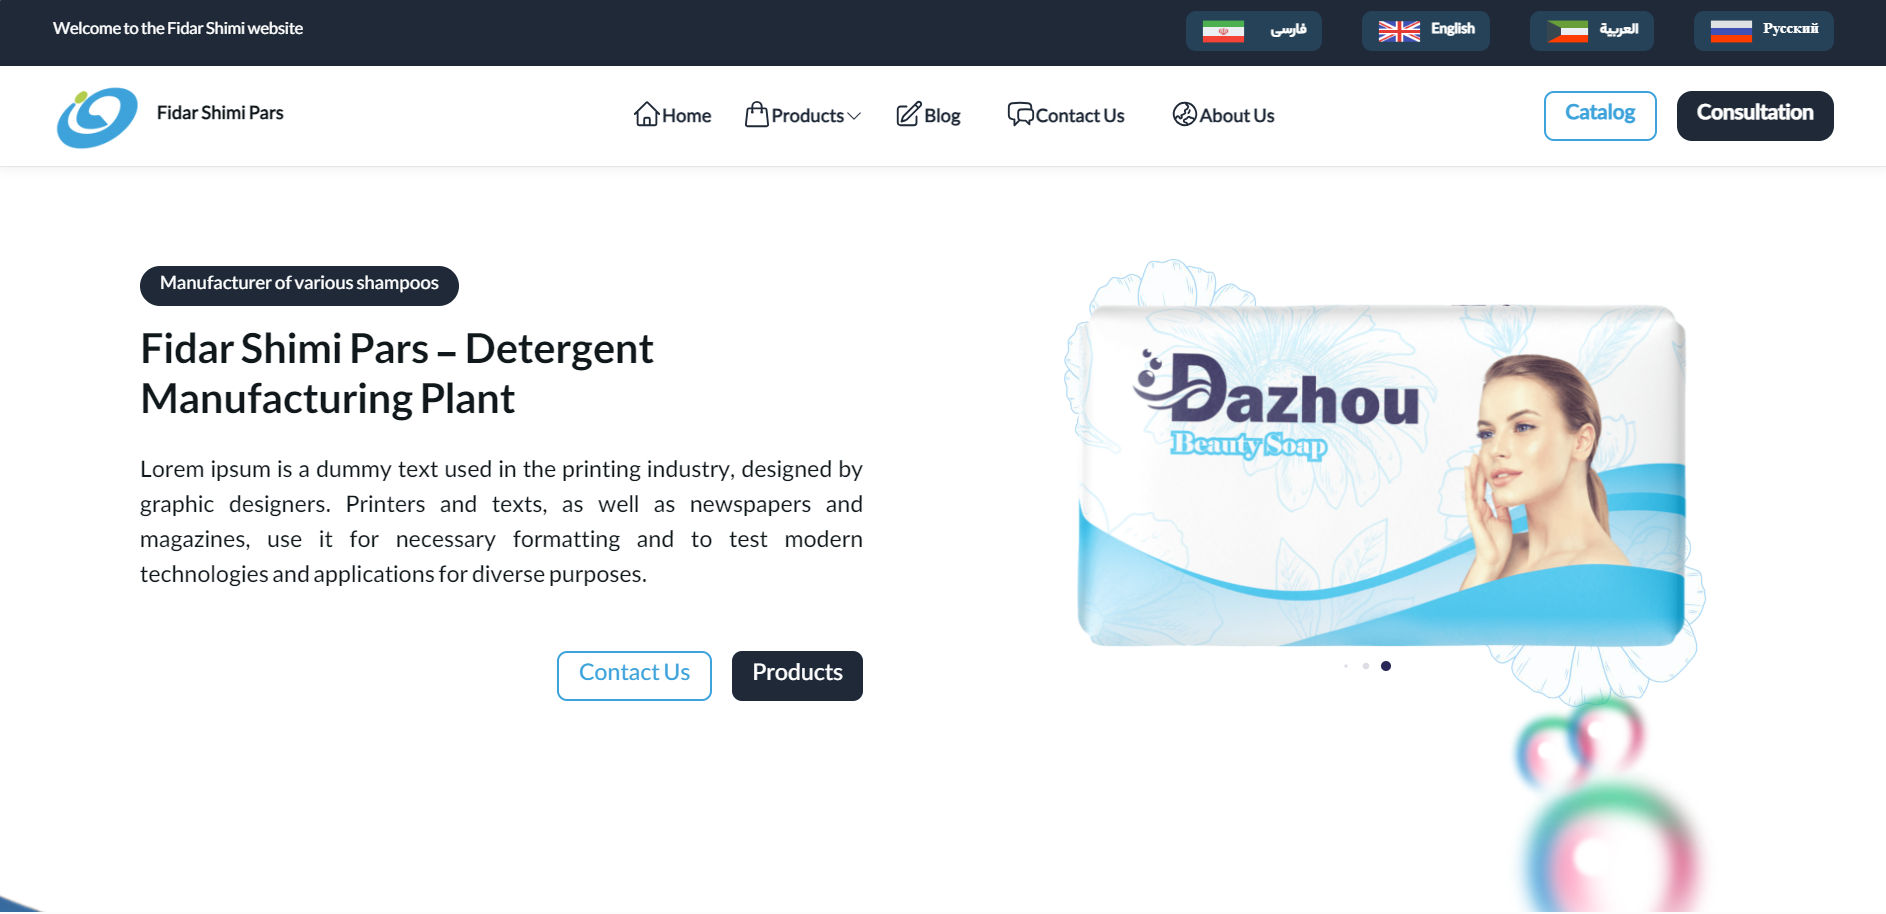 Welcome to the Fidar Shimi website
فارسی
English
العربية
Русский
Fidar Shimi Pars
Home
Products
Blog
Contact Us
About Us
Catalog
Consultation
Manufacturer of various shampoos
Fidar Shimi Pars – Detergent
Manufacturing Plant
Lorem ipsum is a dummy text used in the printing industry, designed by
graphic designers. Printers and texts, as well as newspapers and
magazines, use it for necessary formatting and to test modern
technologies and applications for diverse purposes.
Contact Us
Products
Dazhou
Beauty Soap